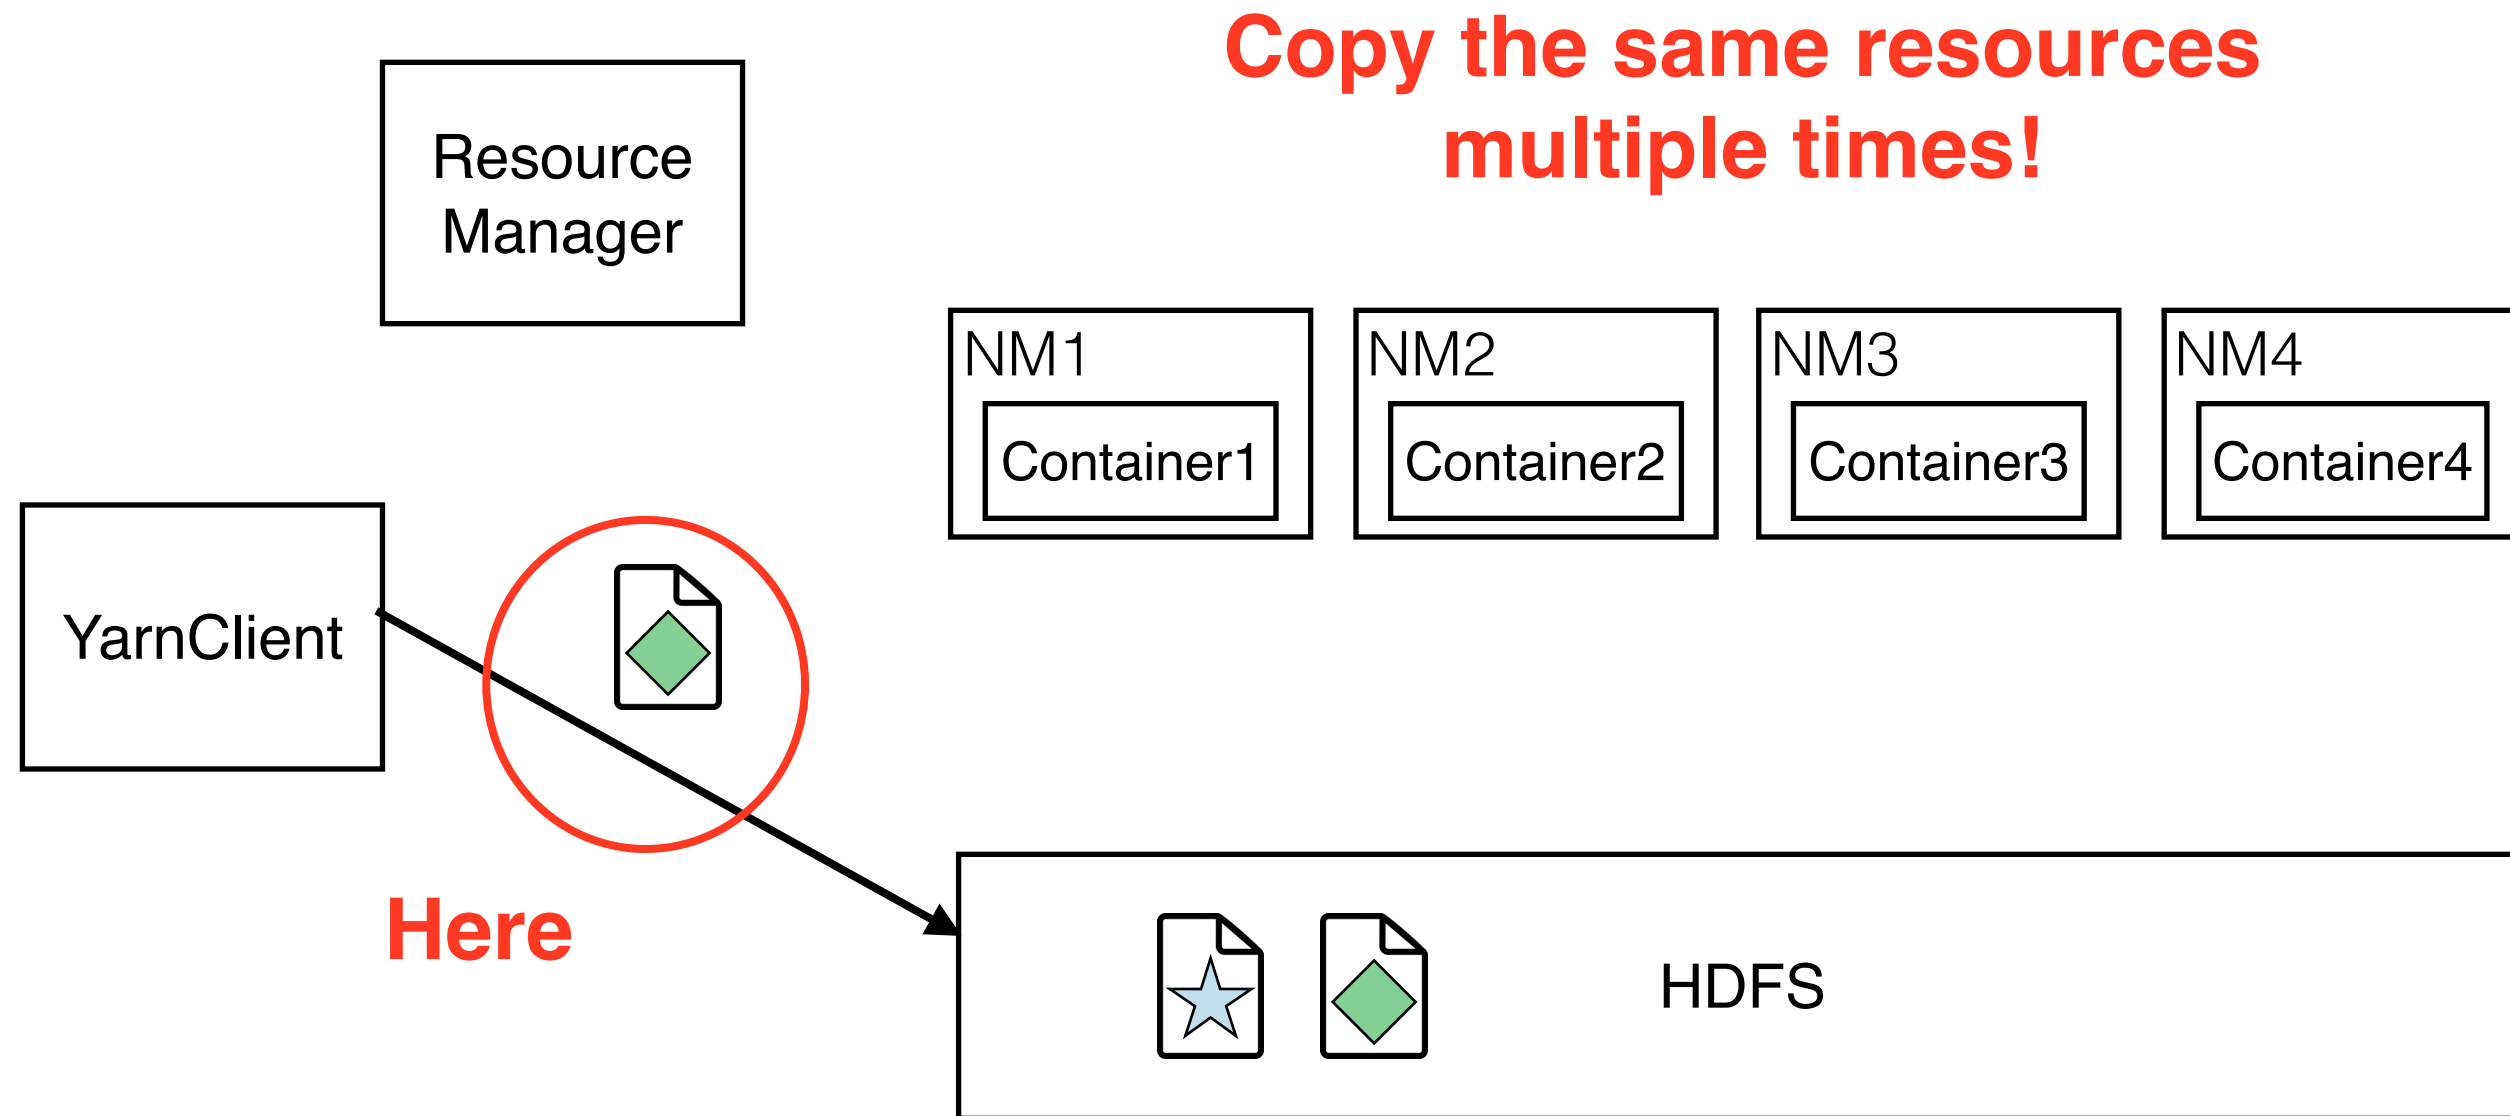 Copy the same resources
multiple times!
Resource
Manager
NM1
NM2
NM3
NM4
Container1
Container2
Container3
Container4
YarnClient
Here
HDFS